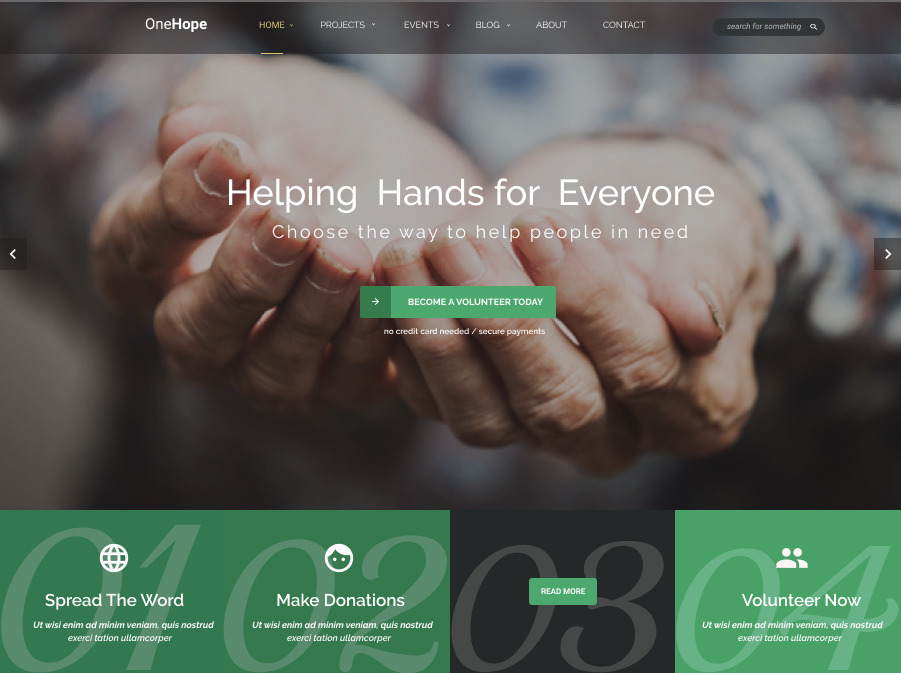 OneHope
HOME
PROJECTS
EVENTS
BLOG
ABOUT
CONTACT
search for something
Helping Hands for Everyone
Choose the way to help people in need
BECOME A VOLUNTEER TODAY
no credit card needed / secure payments
01
Spread The Word
Ut wisi enim ad minim veniam, quis nostrud
exerci tation ullamcorper
02
Make Donations
Ut wisi enim ad minim veniam, quis nostrud
exerci tation ullamcorper
03
READ MORE
04
Volunteer Now
Ut wisi enim ad minim veniam, quis nostrud
exerci tation ullamcorper